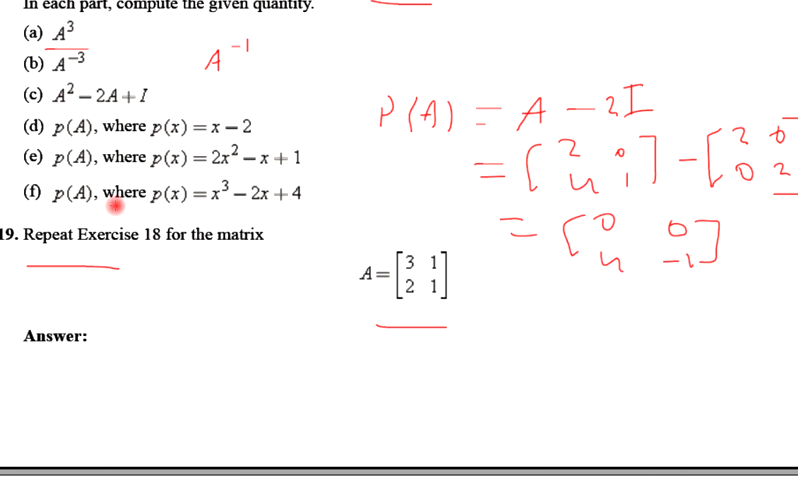 In each part, compute the given quantity.
(a) A³
(b) A⁻³
A⁻¹
(c) A² – 2A + I
(d) p(A), where p(x) = x – 2
(e) p(A), where p(x) = 2x² – x + 1
(f) p(A), where p(x) = x³ – 2x + 4
P(A) = A – 2I
= [2 0; 4 1] – [2 0; 0 2
= [0 0; 4 –1]
19. Repeat Exercise 18 for the matrix
A = [3 1; 2 1]
Answer: